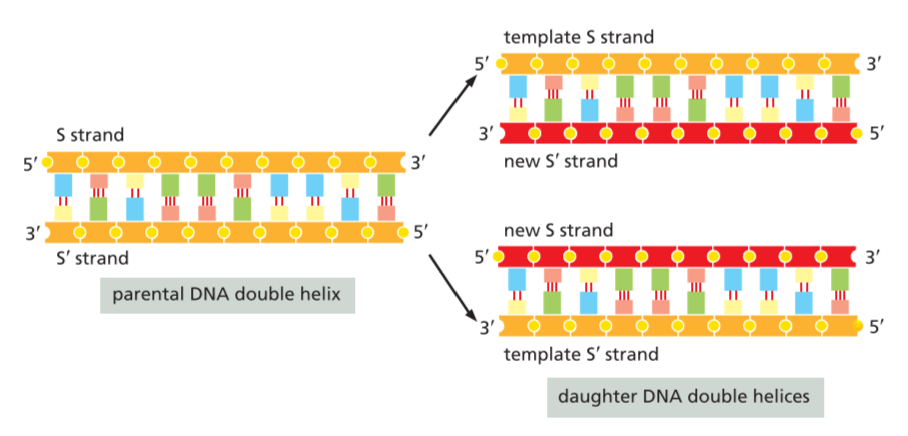 S strand
5′ 3′
3′ 5′
S′ strand
parental DNA double helix
template S strand
5′ 3′
3′ 5′
new S′ strand
new S strand
5′ 3′
3′ 5′
template S′ strand
daughter DNA double helices